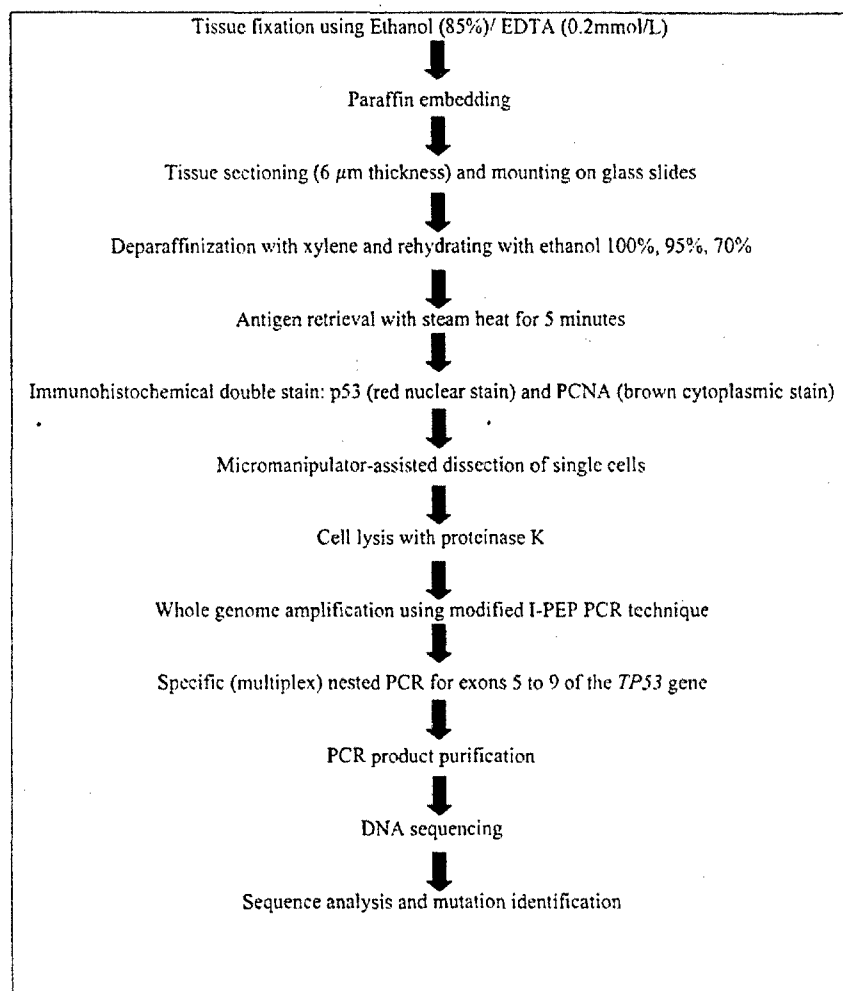 Tissue fixation using Ethanol (85%)/ EDTA (0.2mmol/L)
Paraffin embedding
Tissue sectioning (6 μm thickness) and mounting on glass slides
Deparaffinization with xylene and rehydrating with ethanol 100%, 95%, 70%
Antigen retrieval with steam heat for 5 minutes
Immunohistochemical double stain: p53 (red nuclear stain) and PCNA (brown cytoplasmic stain)
Micromanipulator-assisted dissection of single cells
Cell lysis with proteinase K
Whole genome amplification using modified I-PEP PCR technique
Specific (multiplex) nested PCR for exons 5 to 9 of the TP53 gene
PCR product purification
DNA sequencing
Sequence analysis and mutation identification